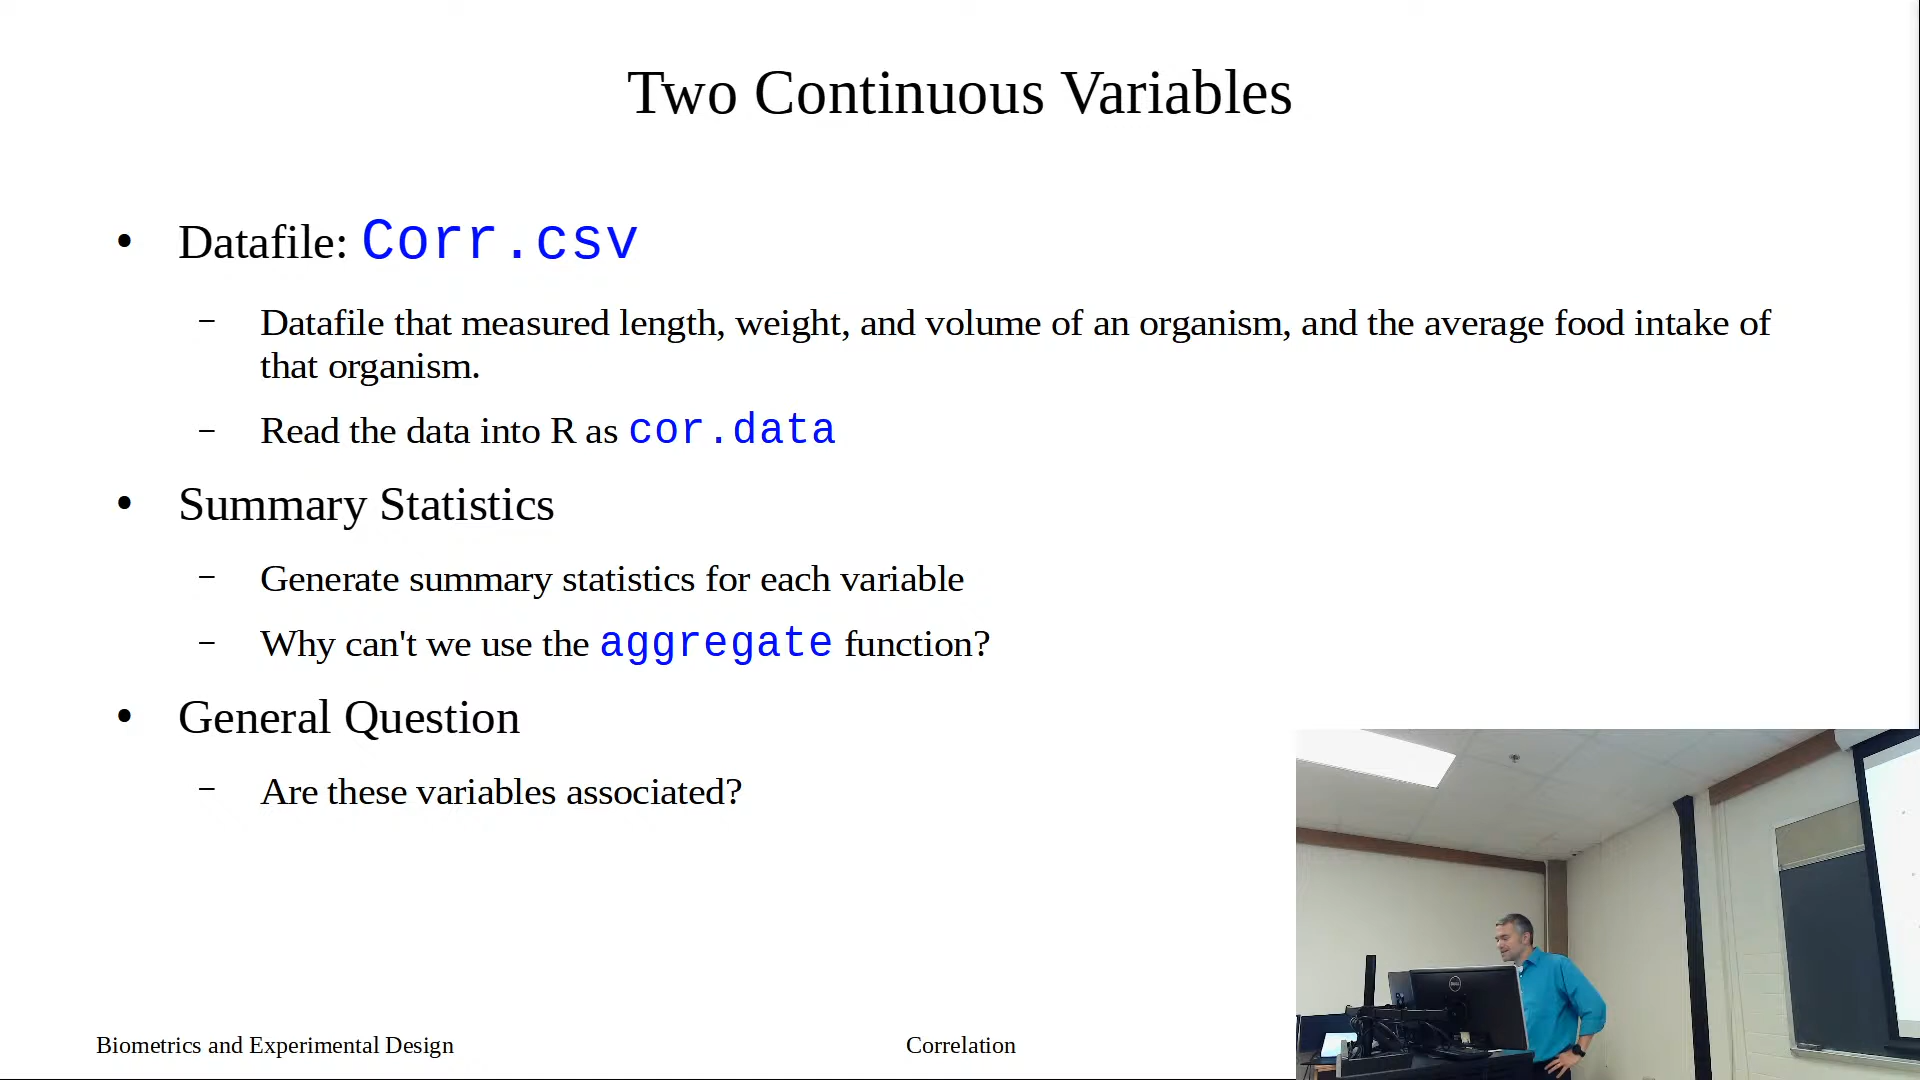 Two Continuous Variables
• Datafile: Corr.csv
– Datafile that measured length, weight, and volume of an organism, and the average food intake of
that organism.
– Read the data into R as cor.data
• Summary Statistics
– Generate summary statistics for each variable
– Why can't we use the aggregate function?
• General Question
– Are these variables associated?
Biometrics and Experimental Design
Correlation